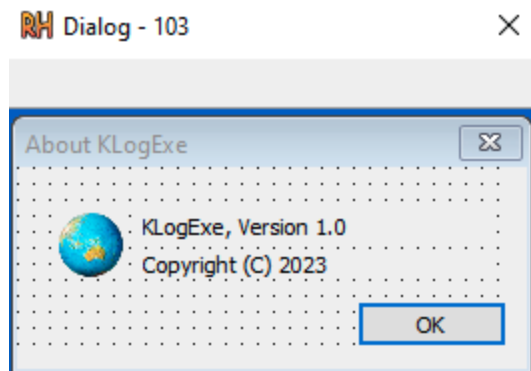 RH Dialog - 103
About KLogExe
KLogExe, Version 1.0
Copyright (C) 2023
OK